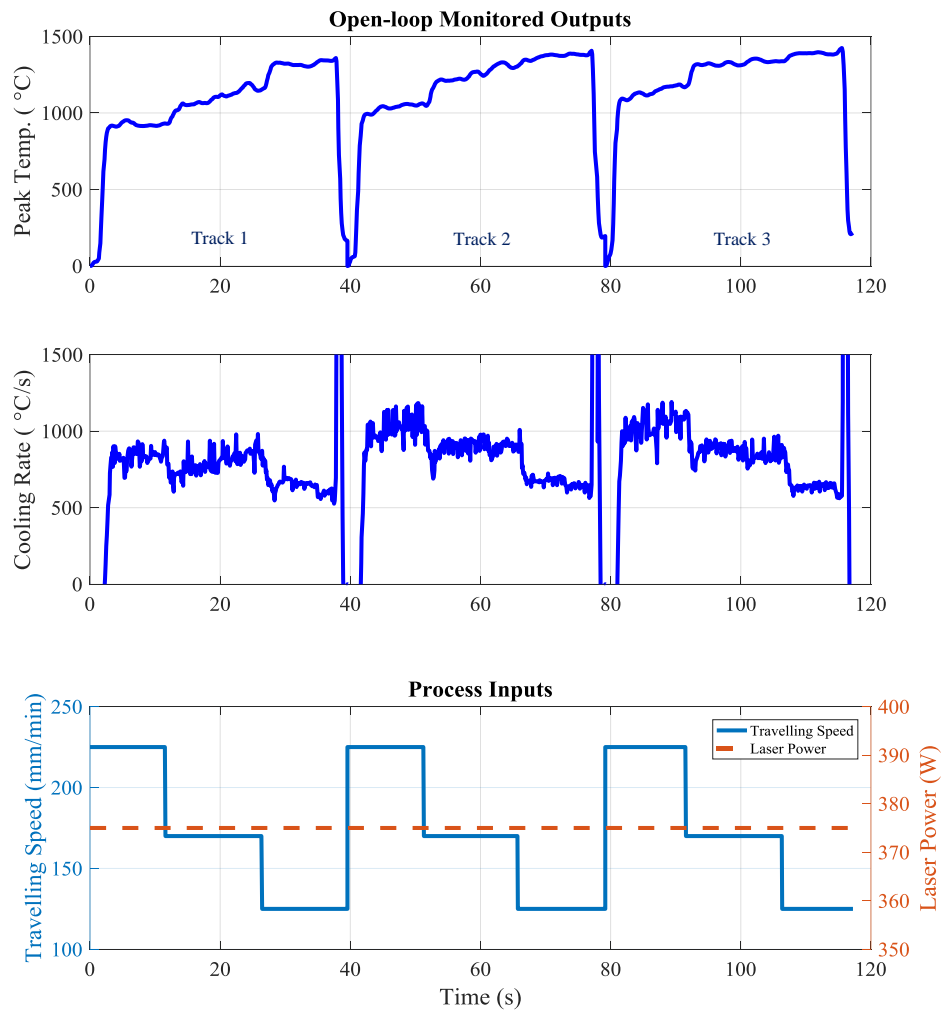 Open-loop Monitored Outputs
Peak Temp. ( °C)
1500
1000
500
0
Track 1
Track 2
Track 3
0 20 40 60 80 100 120
Cooling Rate ( °C/s)
1500
1000
500
0
0 20 40 60 80 100 120
Process Inputs
Travelling Speed (mm/min)
250
200
150
100
Travelling Speed
Laser Power
400
390
380
370
360
350
Laser Power (W)
0 20 40 60 80 100 120
Time (s)